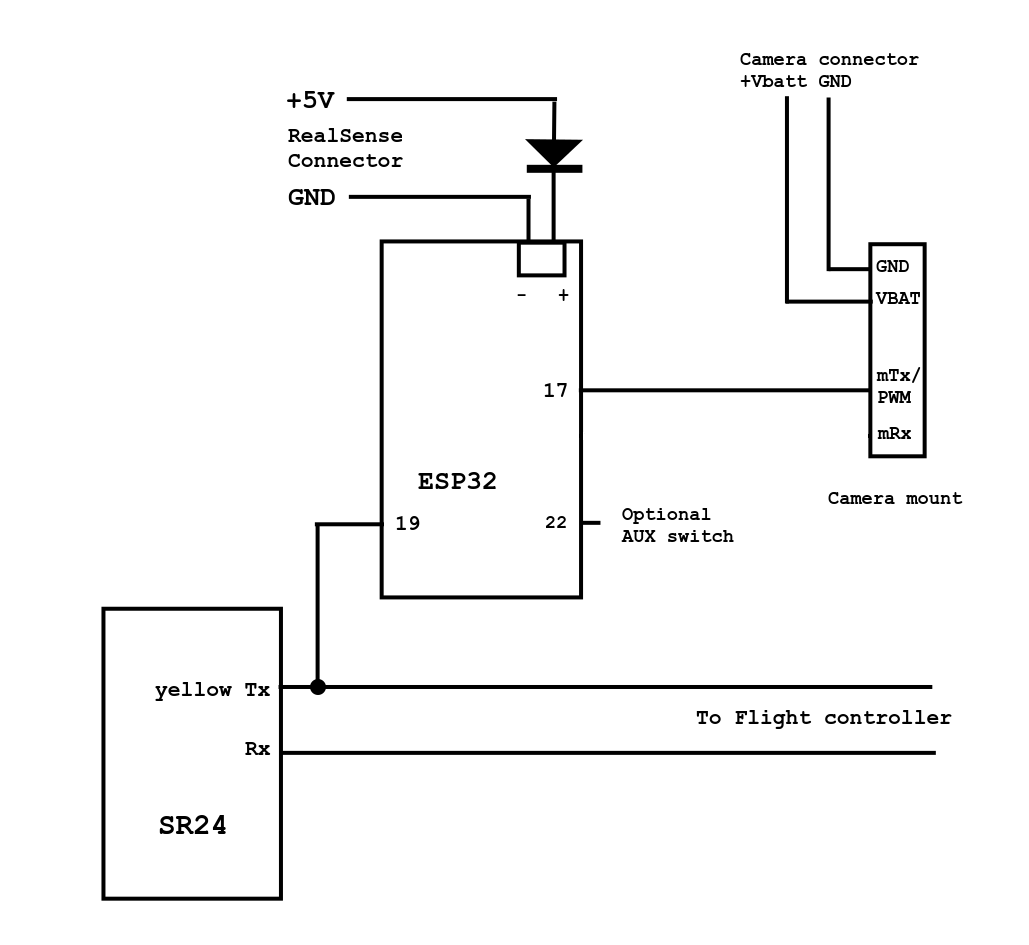 Camera connector
+Vbatt GND
+5V
RealSense
Connector
GND
- +
GND
VBAT
mTx/
PWM
mRx
17
ESP32
Camera mount
19
22
Optional
AUX switch
yellow Tx
To Flight controller
Rx
SR24